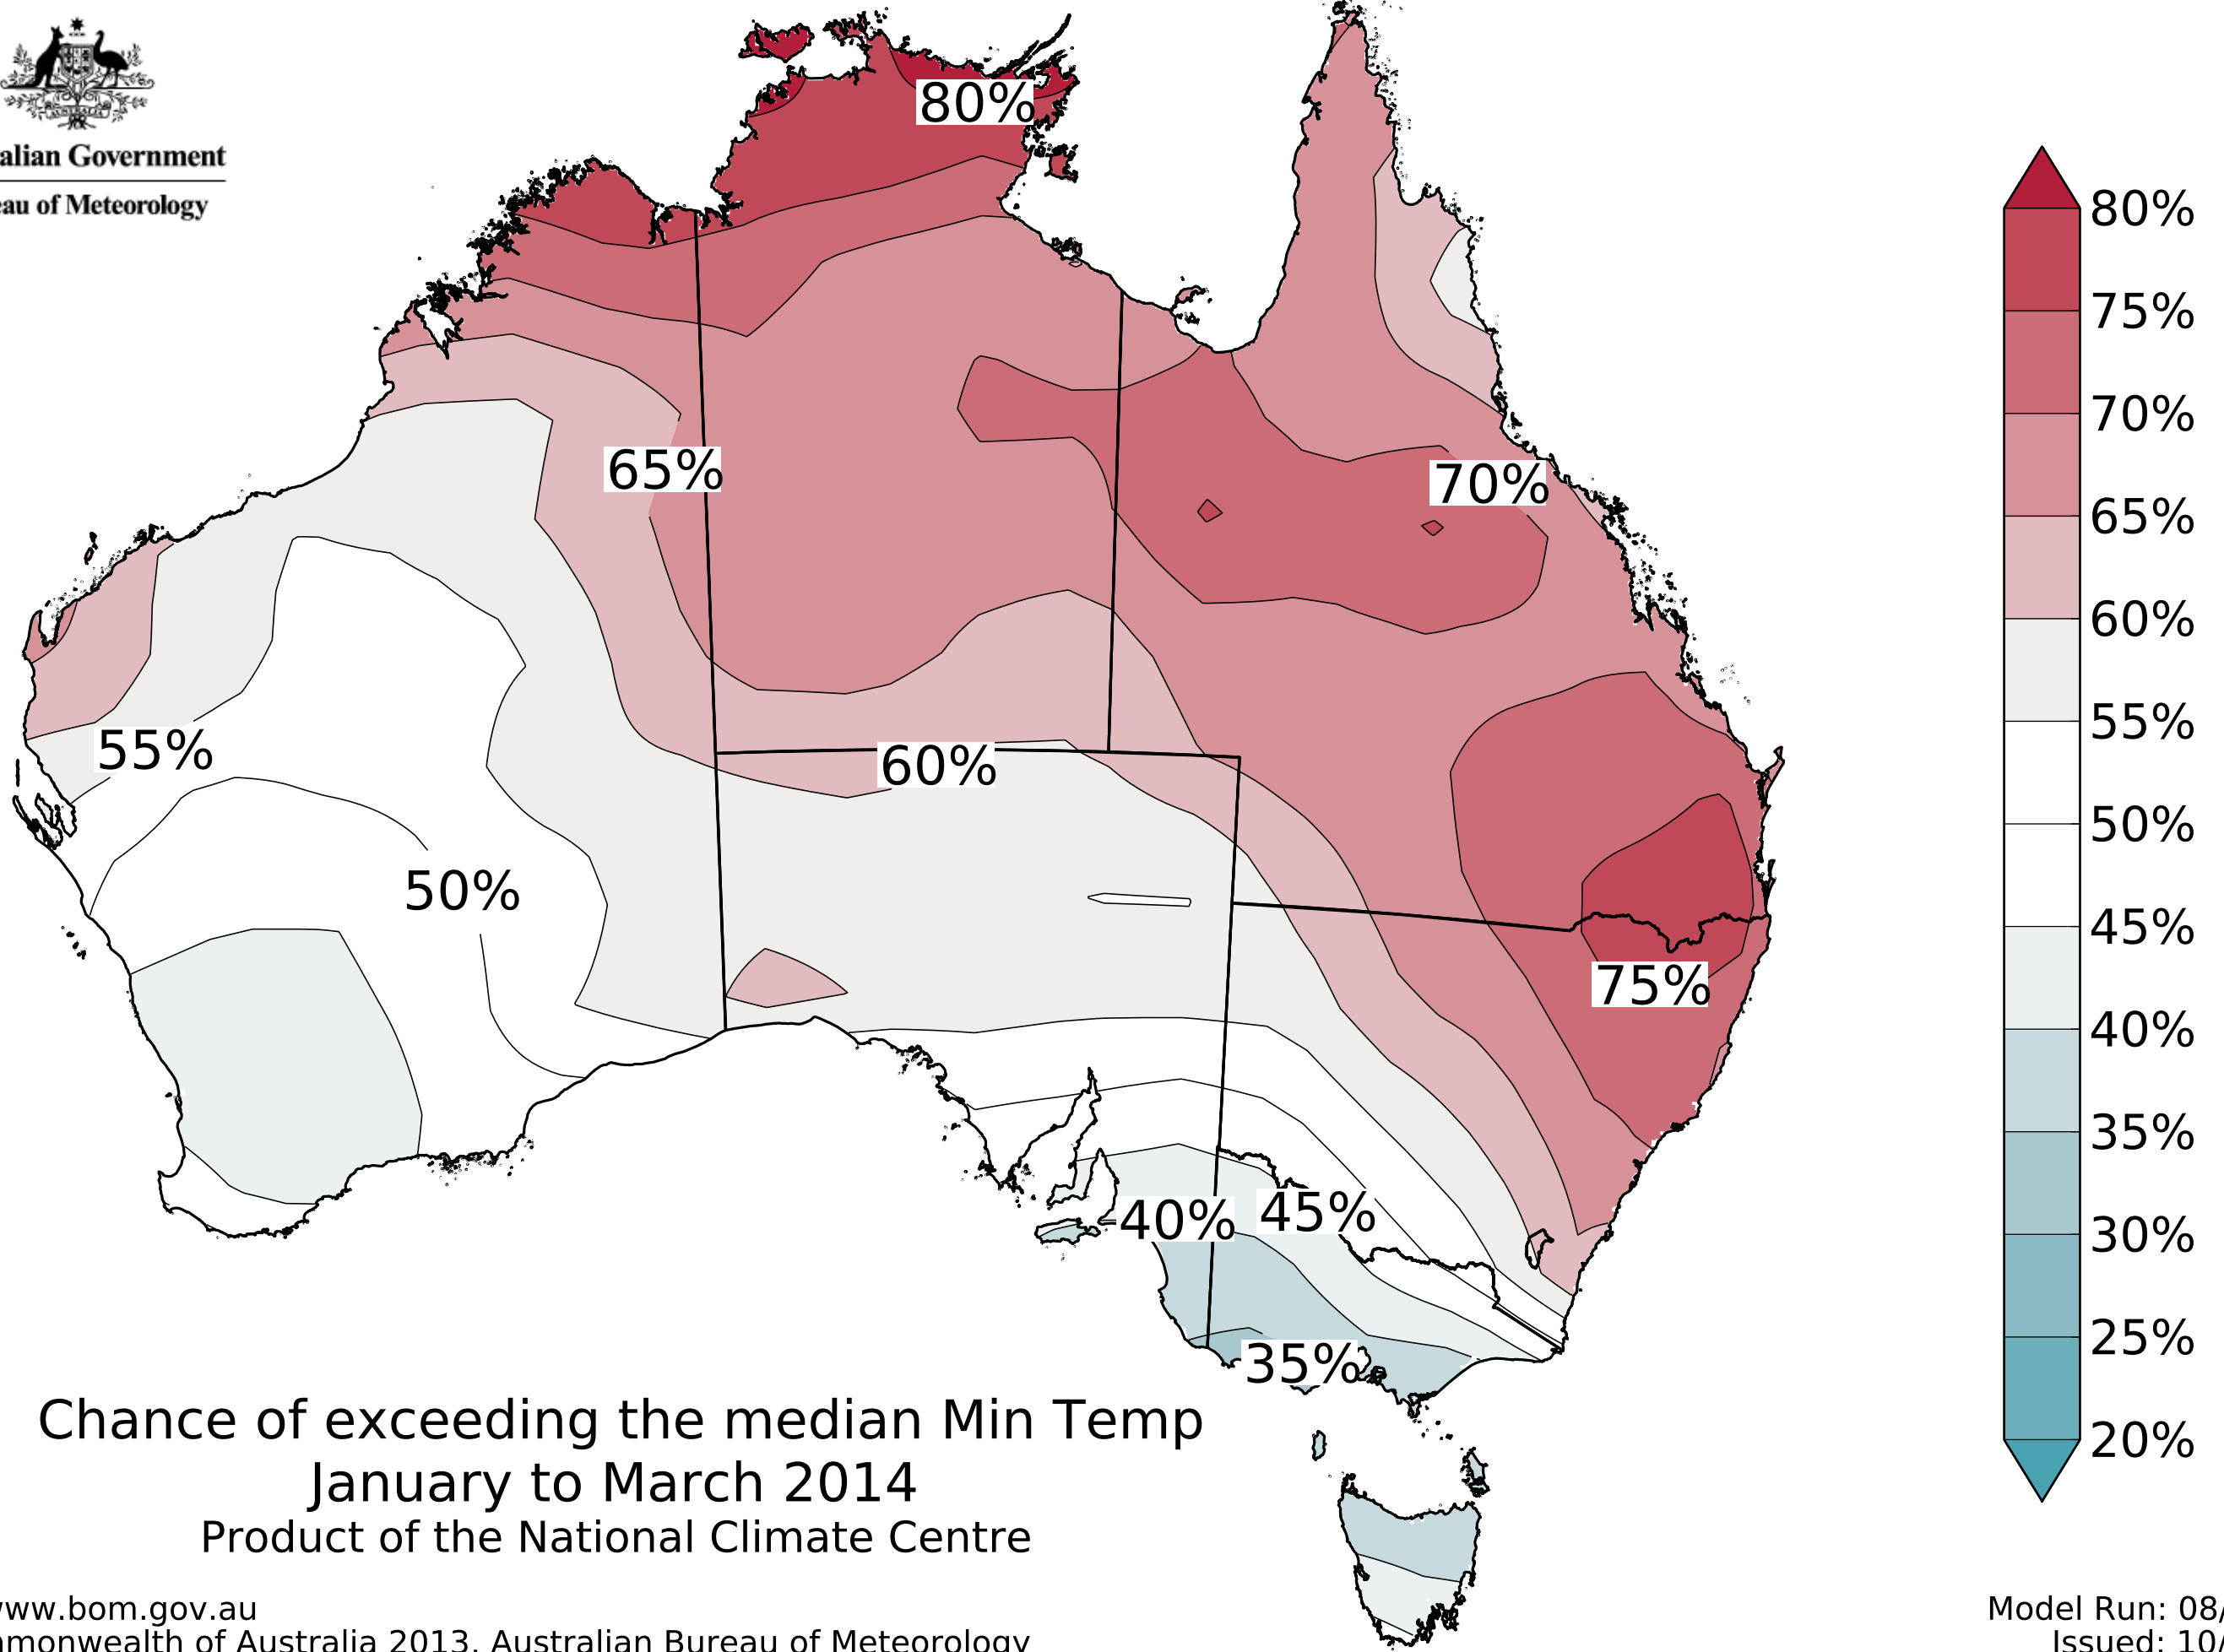 AUSTRALIA
alian Government
eau of Meteorology
80%
65%
70%
55%
60%
50%
75%
40%
45%
35%
80%
75%
70%
65%
60%
55%
50%
45%
40%
35%
30%
25%
20%
Chance of exceeding the median Min Temp
January to March 2014
Product of the National Climate Centre
www.bom.gov.au
mmonwealth of Australia 2013, Australian Bureau of Meteorology
Model Run: 08/
Issued: 10/